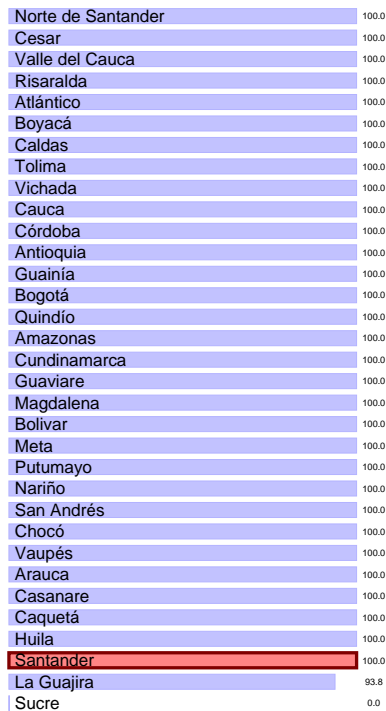 Norte de Santander 100.0
Cesar 100.0
Valle del Cauca 100.0
Risaralda 100.0
Atlántico 100.0
Boyacá 100.0
Caldas 100.0
Tolima 100.0
Vichada 100.0
Cauca 100.0
Córdoba 100.0
Antioquia 100.0
Guainía 100.0
Bogotá 100.0
Quindío 100.0
Amazonas 100.0
Cundinamarca 100.0
Guaviare 100.0
Magdalena 100.0
Bolivar 100.0
Meta 100.0
Putumayo 100.0
Nariño 100.0
San Andrés 100.0
Chocó 100.0
Vaupés 100.0
Arauca 100.0
Casanare 100.0
Caquetá 100.0
Huila 100.0
Santander 100.0
La Guajira 93.8
Sucre 0.0